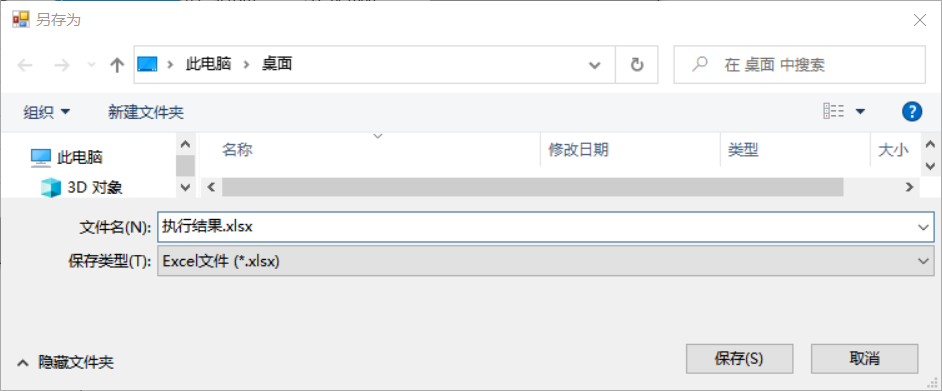 另存为
此电脑 › 桌面
在 桌面 中搜索
组织 新建文件夹
名称 修改日期 类型 大小
此电脑
3D 对象
文件名(N): 执行结果.xlsx
保存类型(T): Excel文件 (*.xlsx)
隐藏文件夹 保存(S) 取消